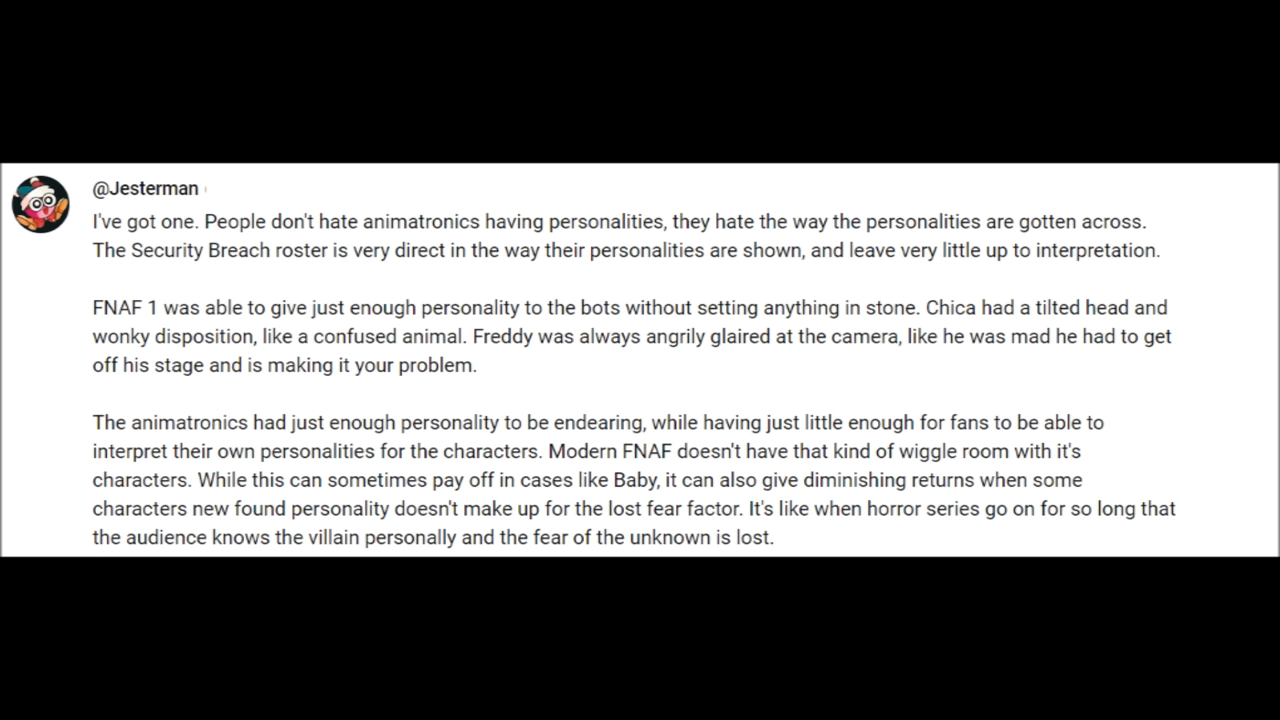 @Jesterman
I've got one. People don't hate animatronics having personalities, they hate the way the personalities are gotten across.
The Security Breach roster is very direct in the way their personalities are shown, and leave very little up to interpretation.
FNAF 1 was able to give just enough personality to the bots without setting anything in stone. Chica had a tilted head and
wonky disposition, like a confused animal. Freddy was always angrily glaired at the camera, like he was mad he had to get
off his stage and is making it your problem.
The animatronics had just enough personality to be endearing, while having just little enough for fans to be able to
interpret their own personalities for the characters. Modern FNAF doesn't have that kind of wiggle room with it's
characters. While this can sometimes pay off in cases like Baby, it can also give diminishing returns when some
characters new found personality doesn't make up for the lost fear factor. It's like when horror series go on for so long that
the audience knows the villain personally and the fear of the unknown is lost.